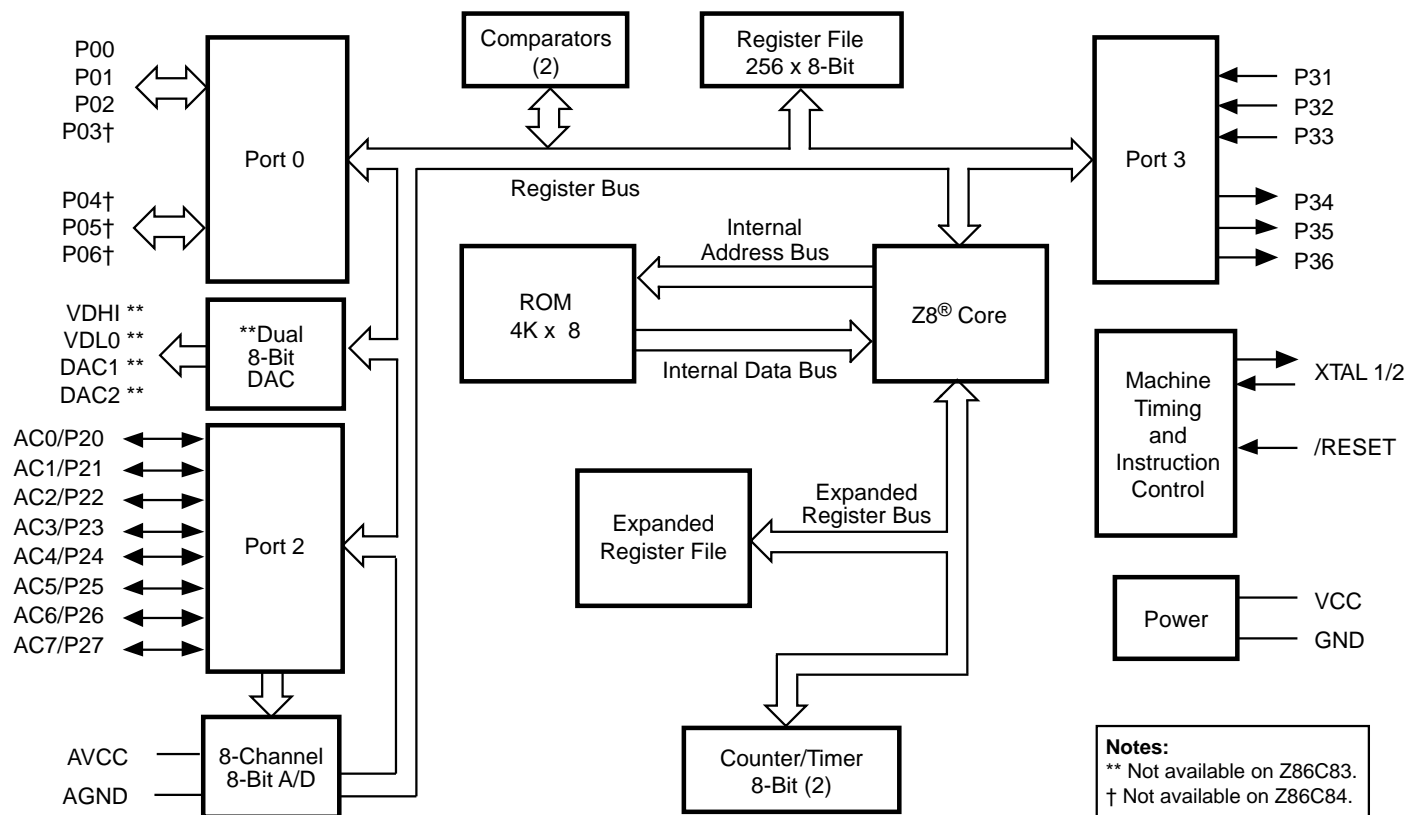 P00
P01
P02
P03†
P04†
P05†
P06†
Port 0
Comparators
(2)
Register File
256 x 8-Bit
Register Bus
Port 3
P31
P32
P33
P34
P35
P36
VDHI **
VDL0 **
DAC1 **
DAC2 **
**Dual
8-Bit
DAC
ROM
4K x 8
Internal
Address Bus
Internal Data Bus
Z8® Core
Machine
Timing
and
Instruction
Control
XTAL 1/2
/RESET
AC0/P20
AC1/P21
AC2/P22
AC3/P23
AC4/P24
AC5/P25
AC6/P26
AC7/P27
Port 2
Expanded
Register File
Expanded
Register Bus
Power
VCC
GND
AVCC
AGND
8-Channel
8-Bit A/D
Counter/Timer
8-Bit (2)
Notes:
** Not available on Z86C83.
† Not available on Z86C84.